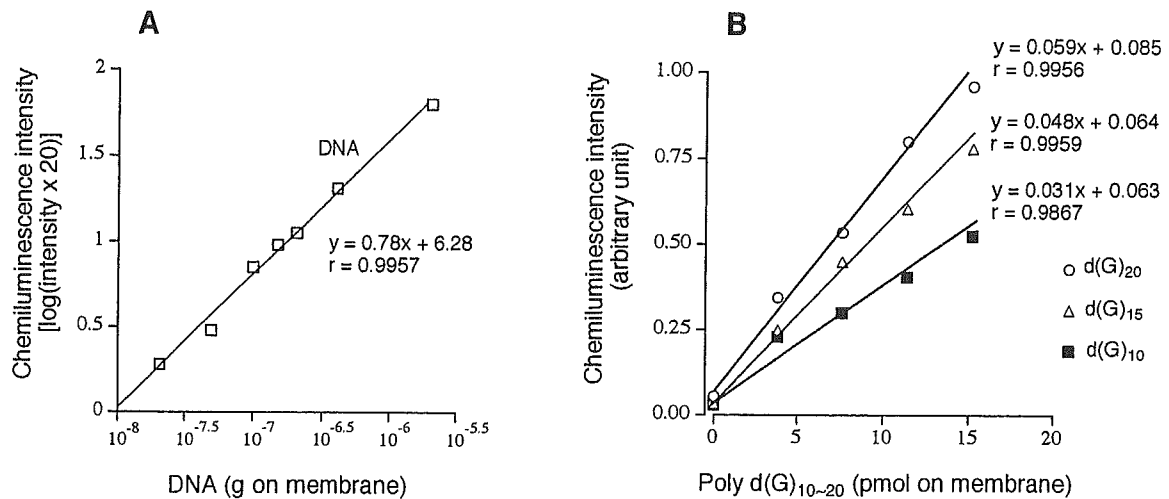 A
Chemiluminescence intensity
[log(intensity x 20)]
2
1.5
1
0.5
0
DNA
y = 0.78x + 6.28
r = 0.9957
10^-8
10^-7.5
10^-7
10^-6.5
10^-6
10^-5.5
DNA (g on membrane)
B
Chemiluminescence intensity
(arbitrary unit)
1.00
0.75
0.50
0.25
0.00
y = 0.059x + 0.085
r = 0.9956
y = 0.048x + 0.064
r = 0.9959
y = 0.031x + 0.063
r = 0.9867
d(G)20
d(G)15
d(G)10
0
5
10
15
20
Poly d(G)10~20 (pmol on membrane)